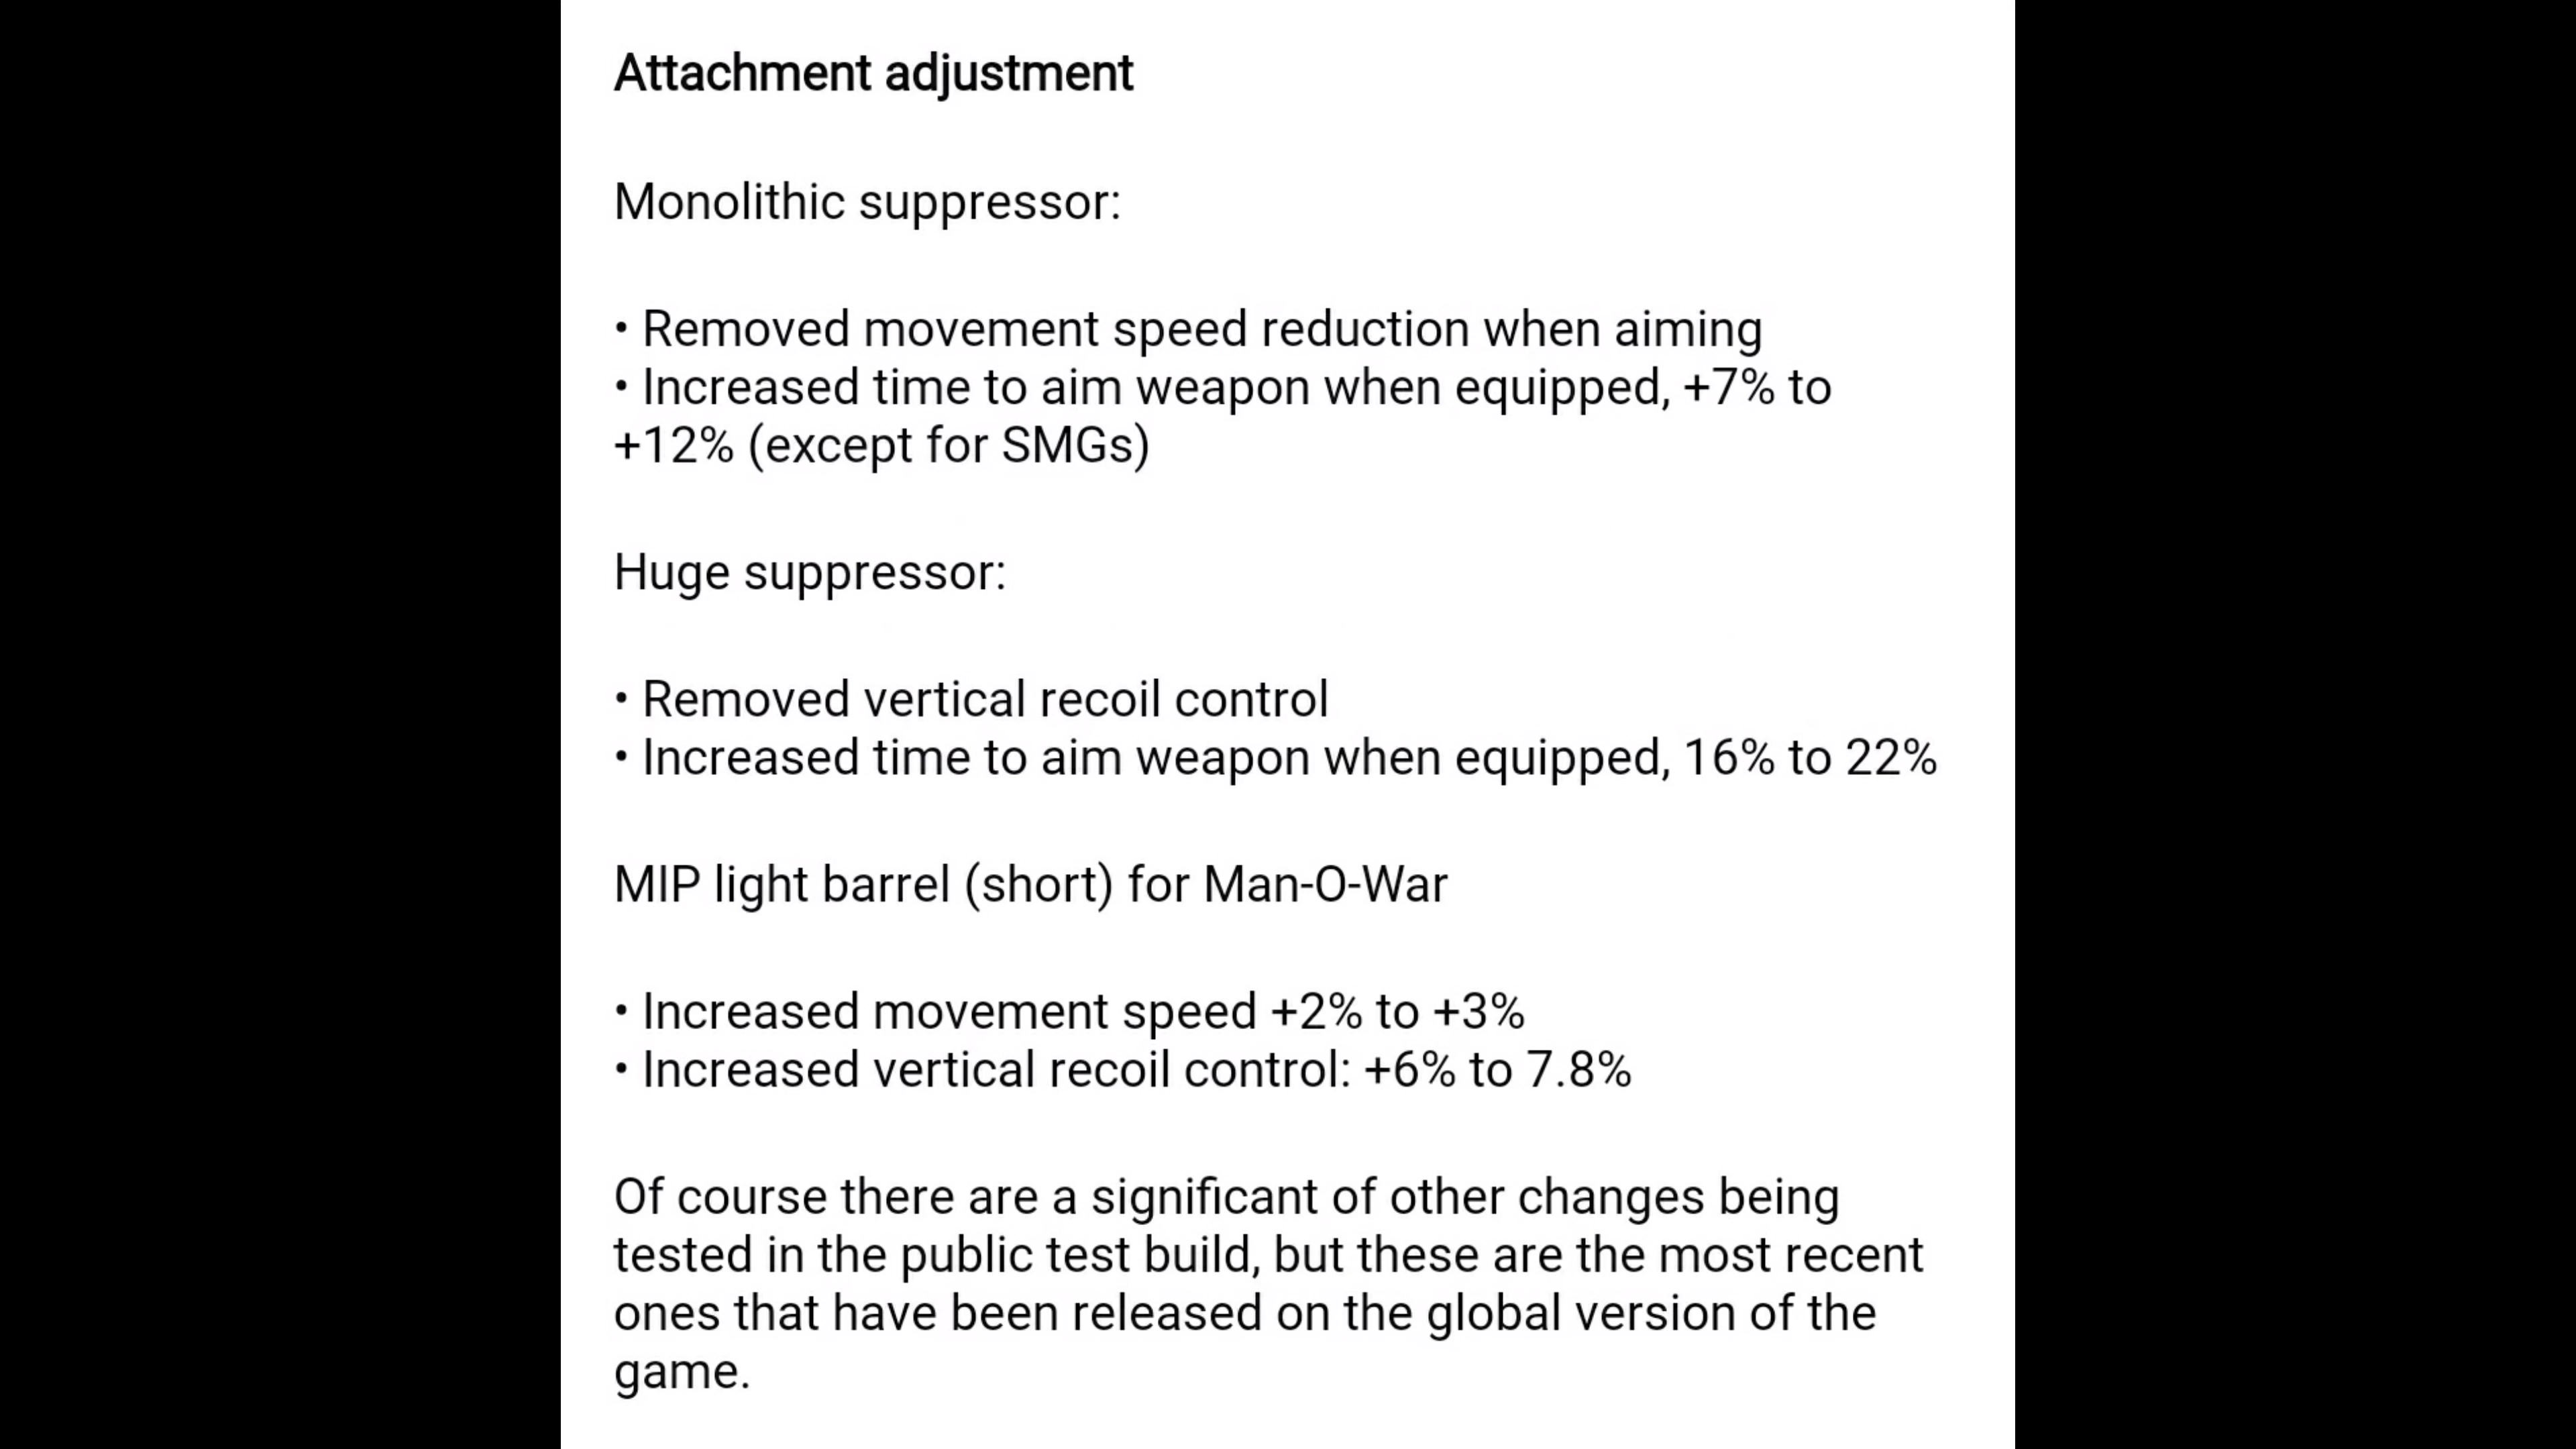 Attachment adjustment
Monolithic suppressor:
• Removed movement speed reduction when aiming
• Increased time to aim weapon when equipped, +7% to
+12% (except for SMGs)
Huge suppressor:
• Removed vertical recoil control
• Increased time to aim weapon when equipped, 16% to 22%
MIP light barrel (short) for Man-O-War
• Increased movement speed +2% to +3%
• Increased vertical recoil control: +6% to 7.8%
Of course there are a significant of other changes being
tested in the public test build, but these are the most recent
ones that have been released on the global version of the
game.